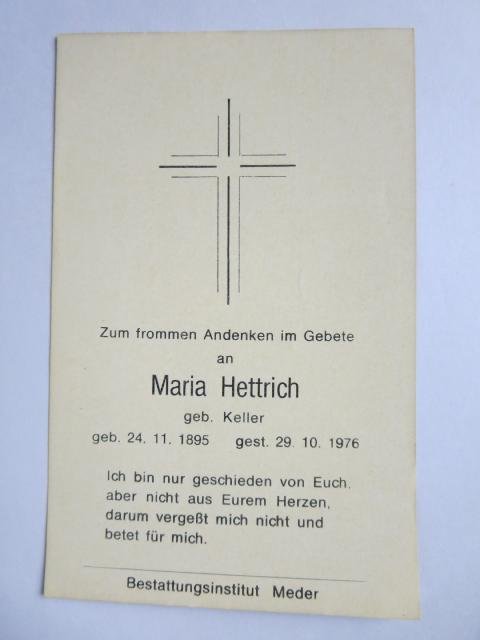 Zum frommen Andenken im Gebete
an
Maria Hettrich
geb. Keller
geb. 24. 11. 1895 gest. 29. 10. 1976
Ich bin nur geschieden von Euch,
aber nicht aus Eurem Herzen,
darum vergeßt mich nicht und
betet für mich.
Bestattungsinstitut Meder